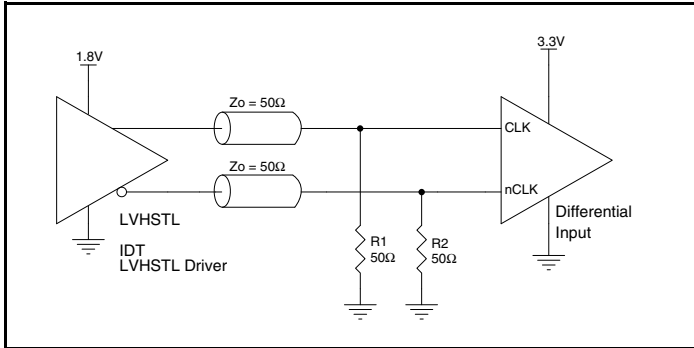 1.8V
3.3V
Zo = 50Ω
CLK
Zo = 50Ω
nCLK
LVHSTL
IDT
LVHSTL Driver
R1
50Ω
R2
50Ω
Differential
Input